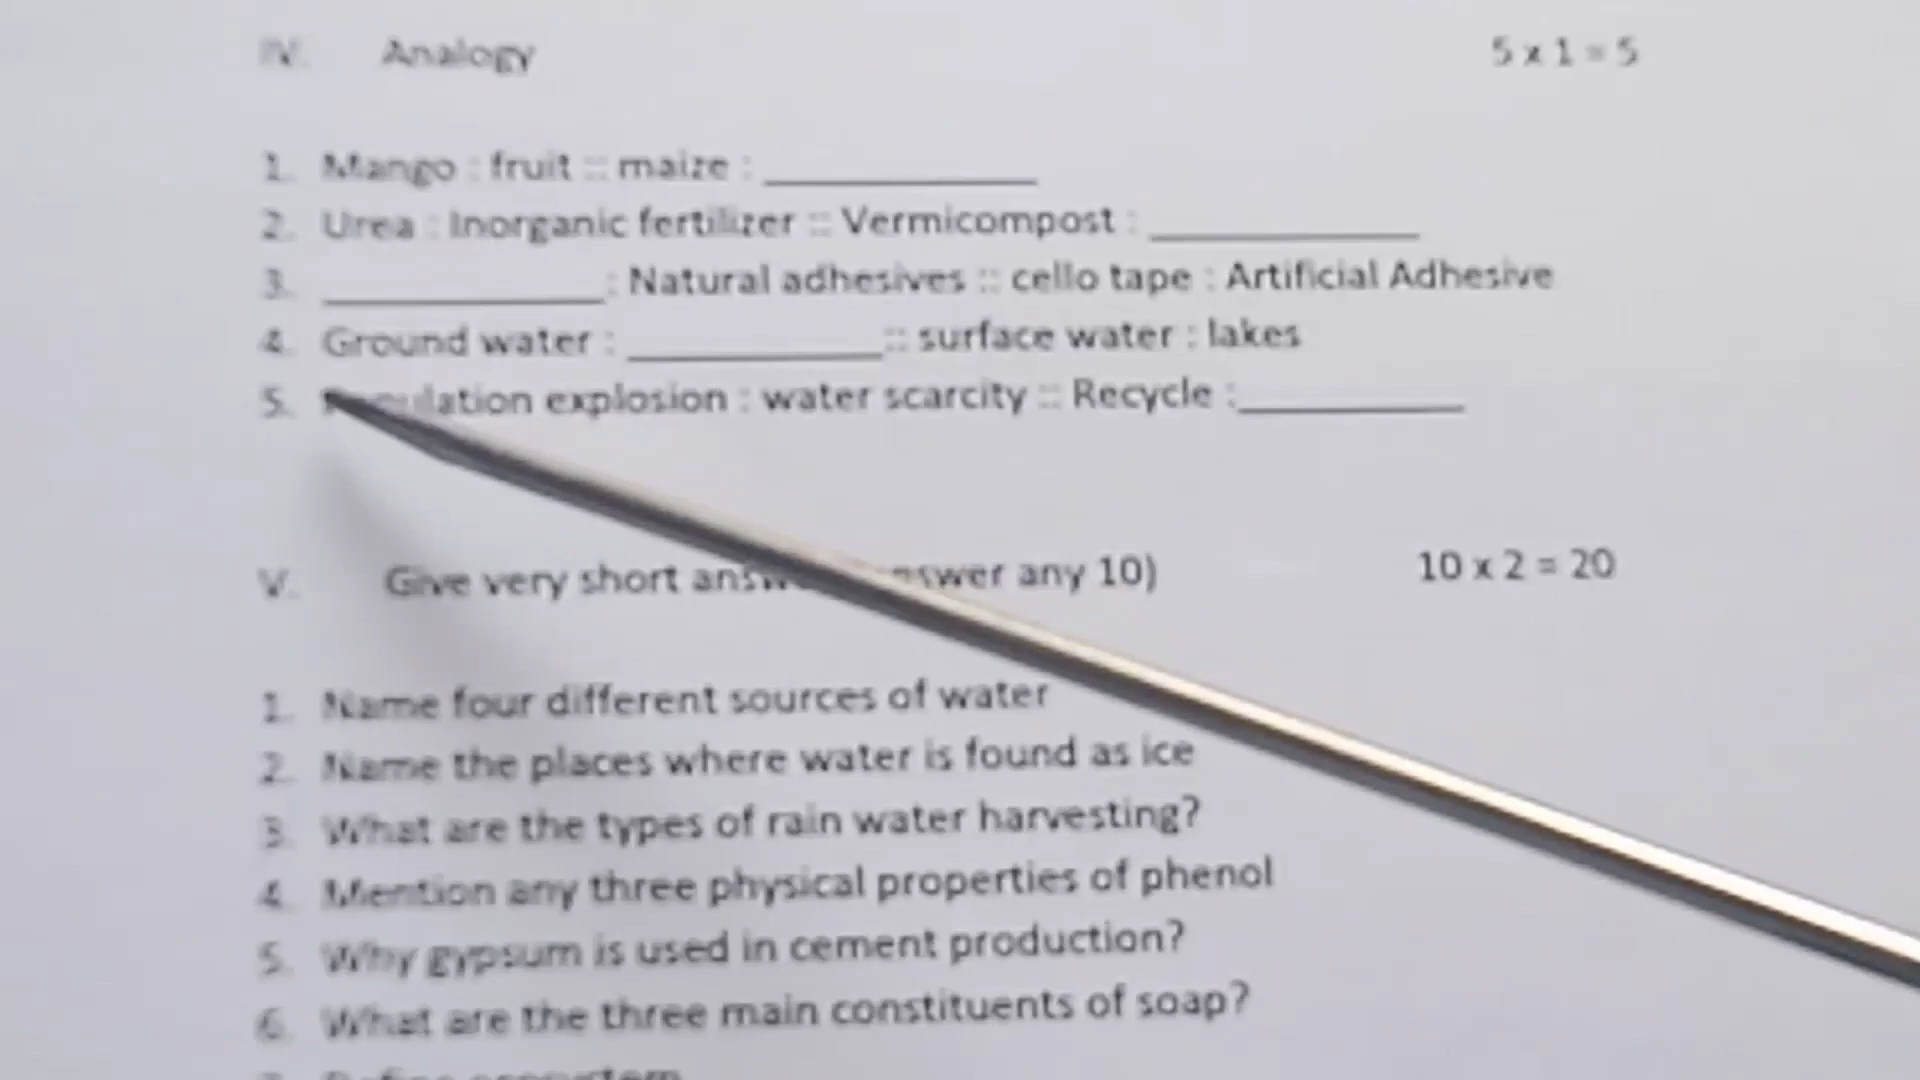 IV. Analogy 5 x 1 = 5
1. Mango : fruit :: maize : ____________
2. Urea : Inorganic fertilizer :: Vermicompost : ____________
3. ____________ : Natural adhesives :: cello tape : Artificial Adhesive
4. Ground water : ____________ :: surface water : lakes
5. explosion : water scarcity :: Recycle : ____________
V. Give very short any 10) 10 x 2 = 20
1. Name four different sources of water
2. Name the places where water is found as ice
3. What are the types of rain water harvesting?
4. Mention any three physical properties of phenol
5. Why gypsum is used in cement production?
6. What are the three main constituents of soap?